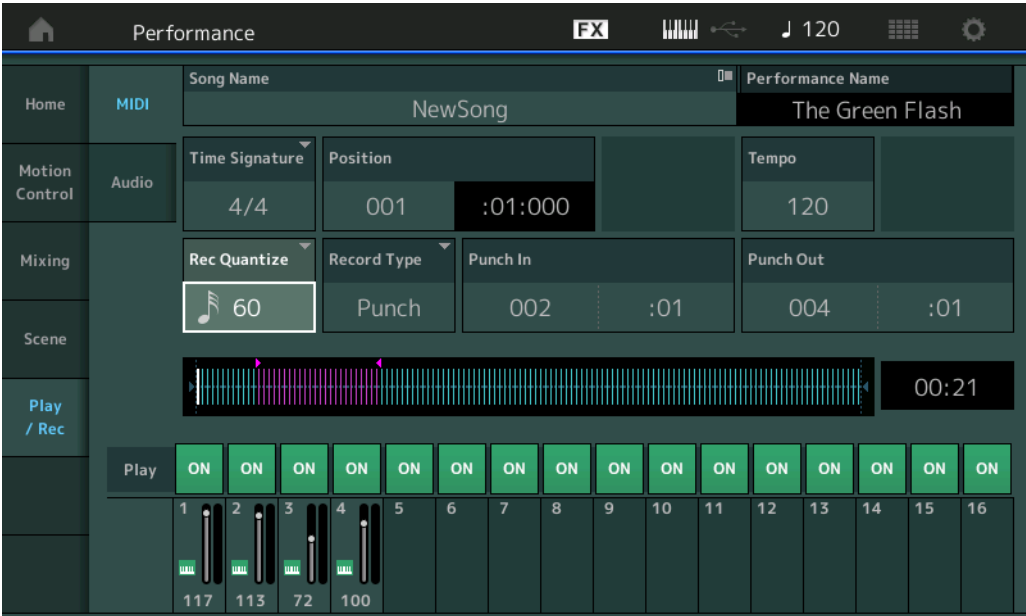 Performance
FX
♩ 120
Home
Motion
Control
Mixing
Scene
Play
/ Rec
MIDI
Audio
Song Name
NewSong
Performance Name
The Green Flash
Time Signature
4/4
Position
001 :01:000
Tempo
120
Rec Quantize
60
Record Type
Punch
Punch In
002 :01
Punch Out
004 :01
00:21
Play ON ON ON ON ON ON ON ON ON ON ON ON ON ON ON ON
1 2 3 4 5 6 7 8 9 10 11 12 13 14 15 16
117 113 72 100